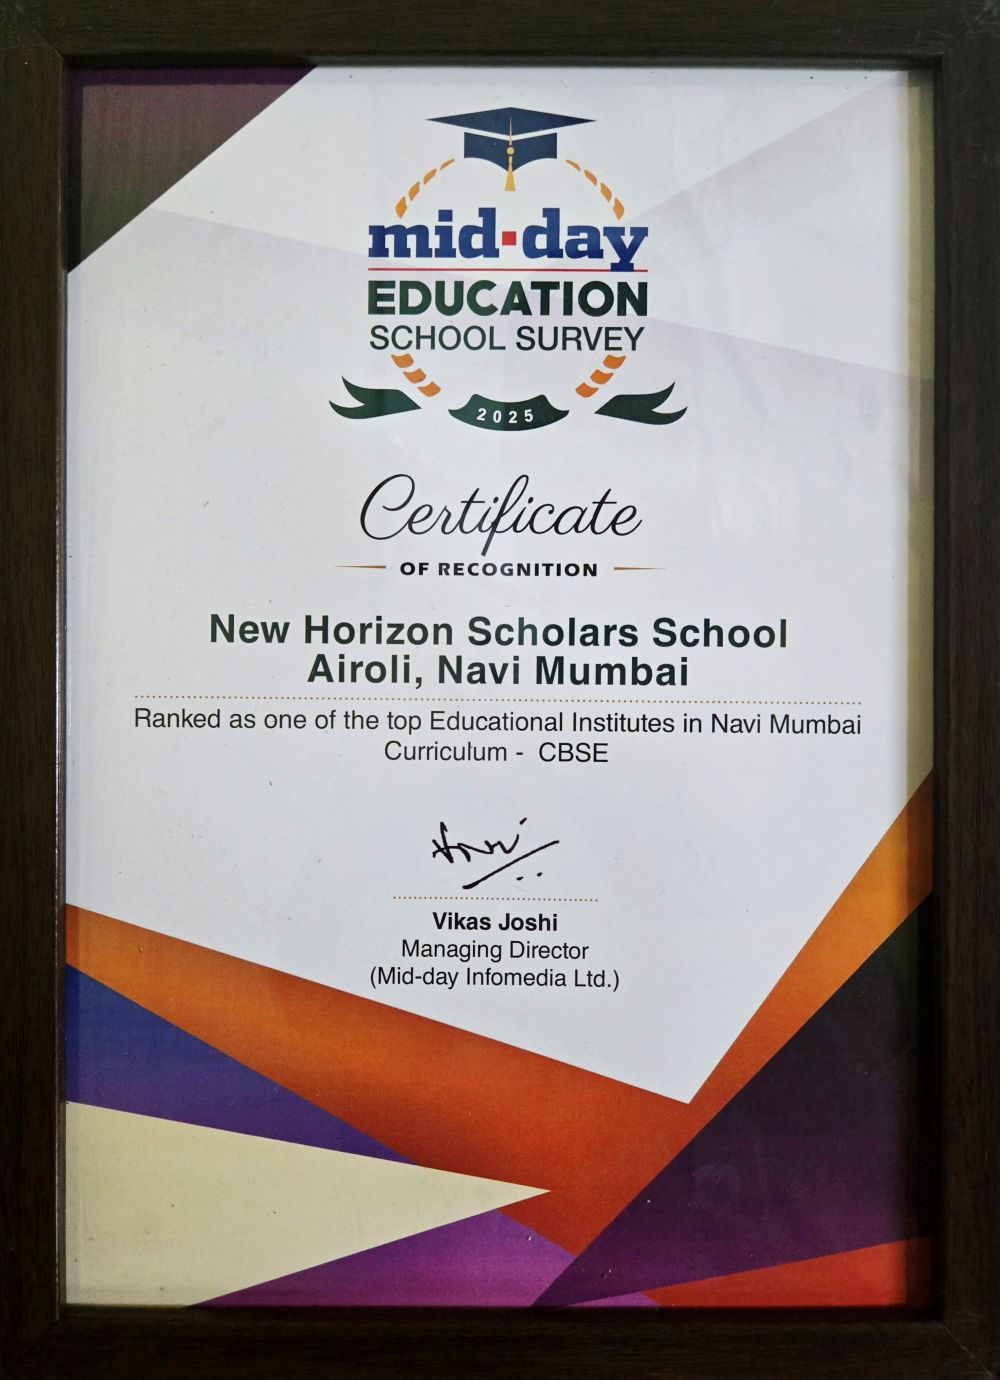 mid-day
EDUCATION
SCHOOL SURVEY
2025
Certificate
OF RECOGNITION
New Horizon Scholars School
Airoli, Navi Mumbai
Ranked as one of the top Educational Institutes in Navi Mumbai
Curriculum - CBSE
Vikas Joshi
Managing Director
(Mid-day Infomedia Ltd.)